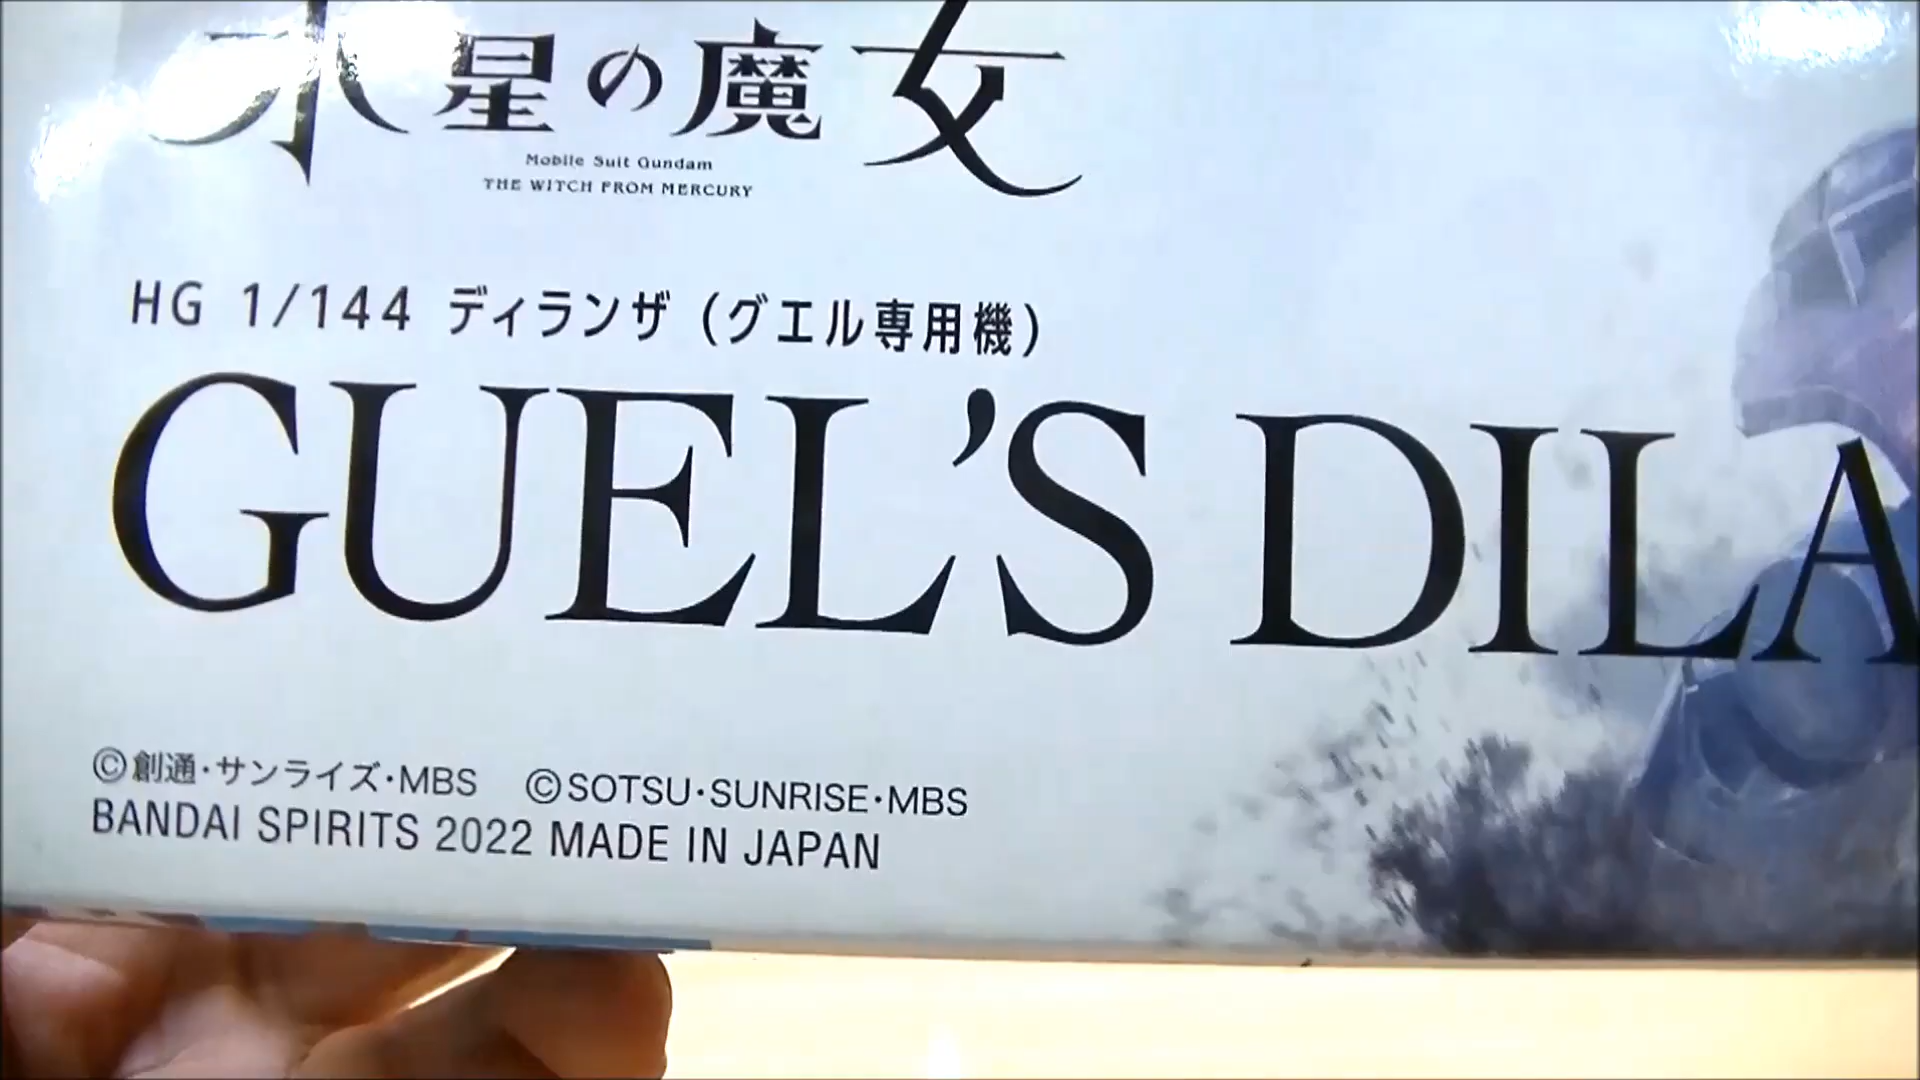 水星の魔女
Mobile Suit Gundam
THE WITCH FROM MERCURY
HG 1/144 ディランザ (グエル専用機)
GUEL'S DILA
©創通・サンライズ・MBS ©SOTSU・SUNRISE・MBS
BANDAI SPIRITS 2022 MADE IN JAPAN